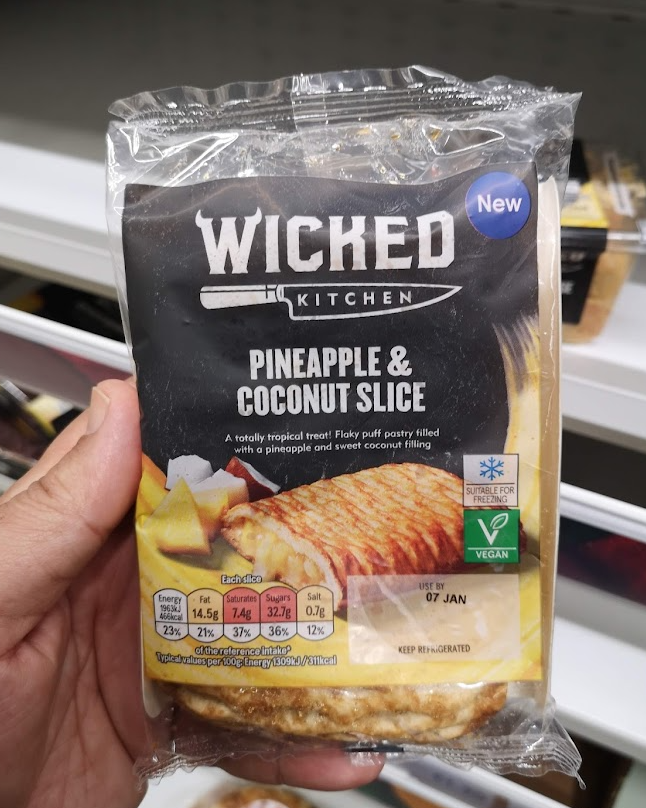 New
WICKED
KITCHEN
PINEAPPLE &
COCONUT SLICE
A totally tropical treat! Flaky puff pastry filled
with a pineapple and sweet coconut filling
SUITABLE FOR
FREEZING
V
VEGAN
Each slice
Energy Fat Saturates Sugars Salt
1963kJ
466kcal 14.5g 7.4g 32.7g 0.7g
23% 21% 37% 36% 12%
of the reference intake*
Typical values per 100g: Energy 1309kJ / 311kcal
USE BY
07 JAN
KEEP REFRIGERATED